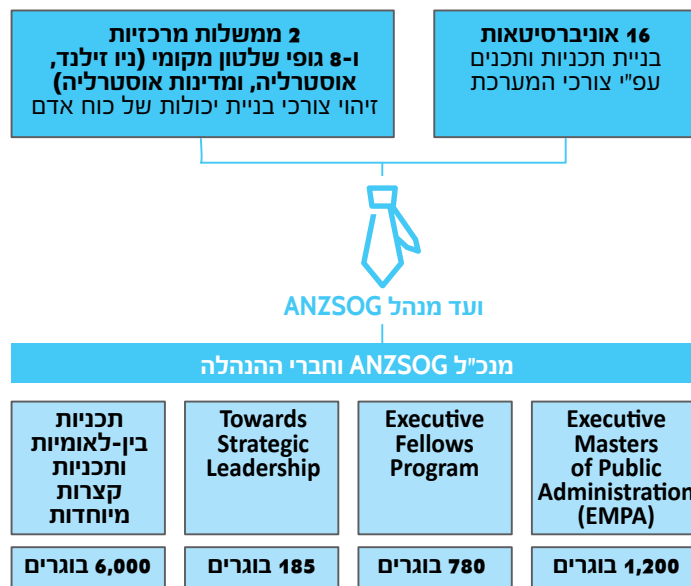 16 אוניברסיטאות
בניית תכניות ותכנים
עפ"י צורכי המערכת
2 ממשלות מרכזיות
ו-8 גופי שלטון מקומי (ניו זילנד,
אוסטרליה, ומדינות אוסטרליה)
זיהוי צורכי בניית יכולות של כוח אדם
ועד מנהל ANZSOG
מנכ"ל ANZSOG וחברי ההנהלה
Executive
Masters
of Public
Administration
(EMPA)
1,200 בוגרים
Executive
Fellows
Program
780 בוגרים
Towards
Strategic
Leadership
185 בוגרים
תכניות
בין-לאומיות
ותכניות
קצרות
מיוחדות
6,000 בוגרים